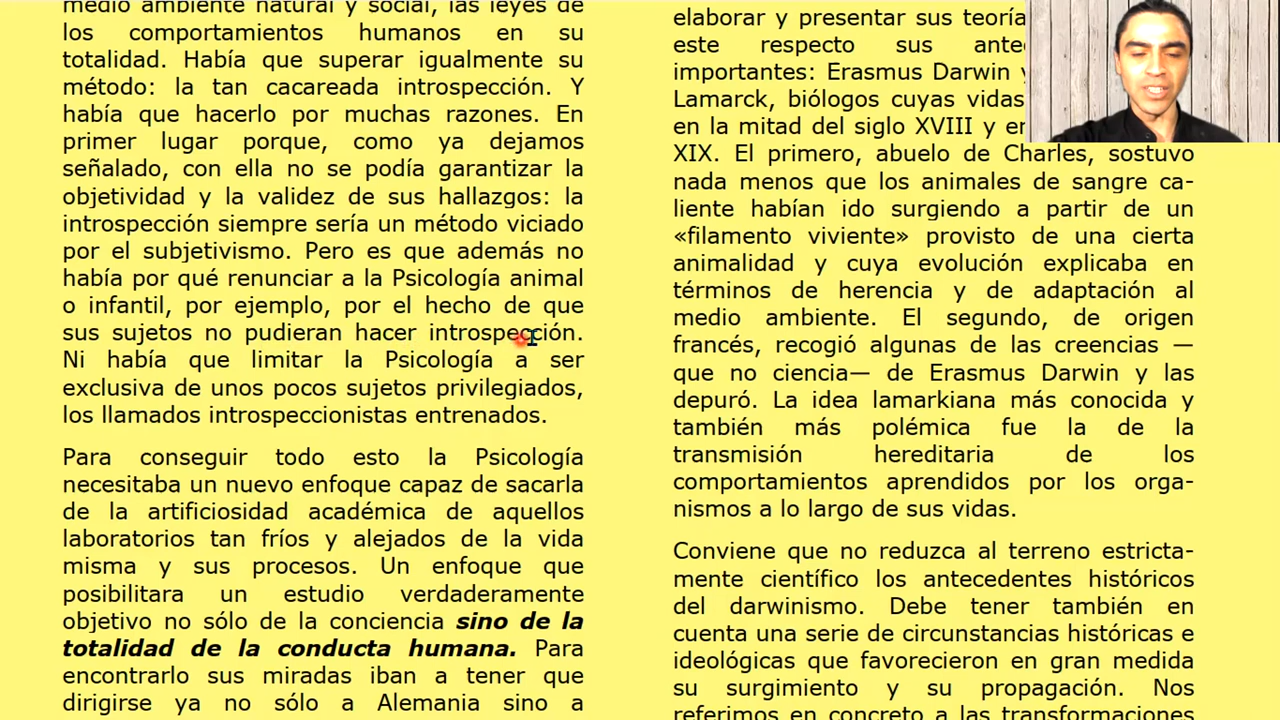 medio ambiente natural y social, las leyes de
los comportamientos humanos en su
totalidad. Había que superar igualmente su
método: la tan cacareada introspección. Y
había que hacerlo por muchas razones. En
primer lugar porque, como ya dejamos
señalado, con ella no se podía garantizar la
objetividad y la validez de sus hallazgos: la
introspección siempre sería un método viciado
por el subjetivismo. Pero es que además no
había por qué renunciar a la Psicología animal
o infantil, por ejemplo, por el hecho de que
sus sujetos no pudieran hacer introspección.
Ni había que limitar la Psicología a ser
exclusiva de unos pocos sujetos privilegiados,
los llamados introspeccionistas entrenados.
Para conseguir todo esto la Psicología
necesitaba un nuevo enfoque capaz de sacarla
de la artificiosidad académica de aquellos
laboratorios tan fríos y alejados de la vida
misma y sus procesos. Un enfoque que
posibilitara un estudio verdaderamente
objetivo no sólo de la conciencia sino de la
totalidad de la conducta humana. Para
encontrarlo sus miradas iban a tener que
dirigirse ya no sólo a Alemania sino a
elaborar y presentar sus teoría
este respecto sus
importantes: Erasmus Darwin y
Lamarck, biólogos cuyas vidas
en la mitad del siglo XVIII y
XIX. El primero, abuelo de Charles, sostuvo
nada menos que los animales de sangre ca-
liente habían ido surgiendo a partir de un
«filamento viviente» provisto de una cierta
animalidad y cuya evolución explicaba en
términos de herencia y de adaptación al
medio ambiente. El segundo, de origen
francés, recogió algunas de las creencias —
que no ciencia— de Erasmus Darwin y las
depuró. La idea lamarkiana más conocida y
también más polémica fue la de la
transmisión hereditaria de los
comportamientos aprendidos por los orga-
nismos a lo largo de sus vidas.
Conviene que no reduzca al terreno estricta-
mente científico los antecedentes históricos
del darwinismo. Debe tener también en
cuenta una serie de circunstancias históricas e
ideológicas que favorecieron en gran medida
su surgimiento y su propagación. Nos
referimos en concreto a las transformaciones